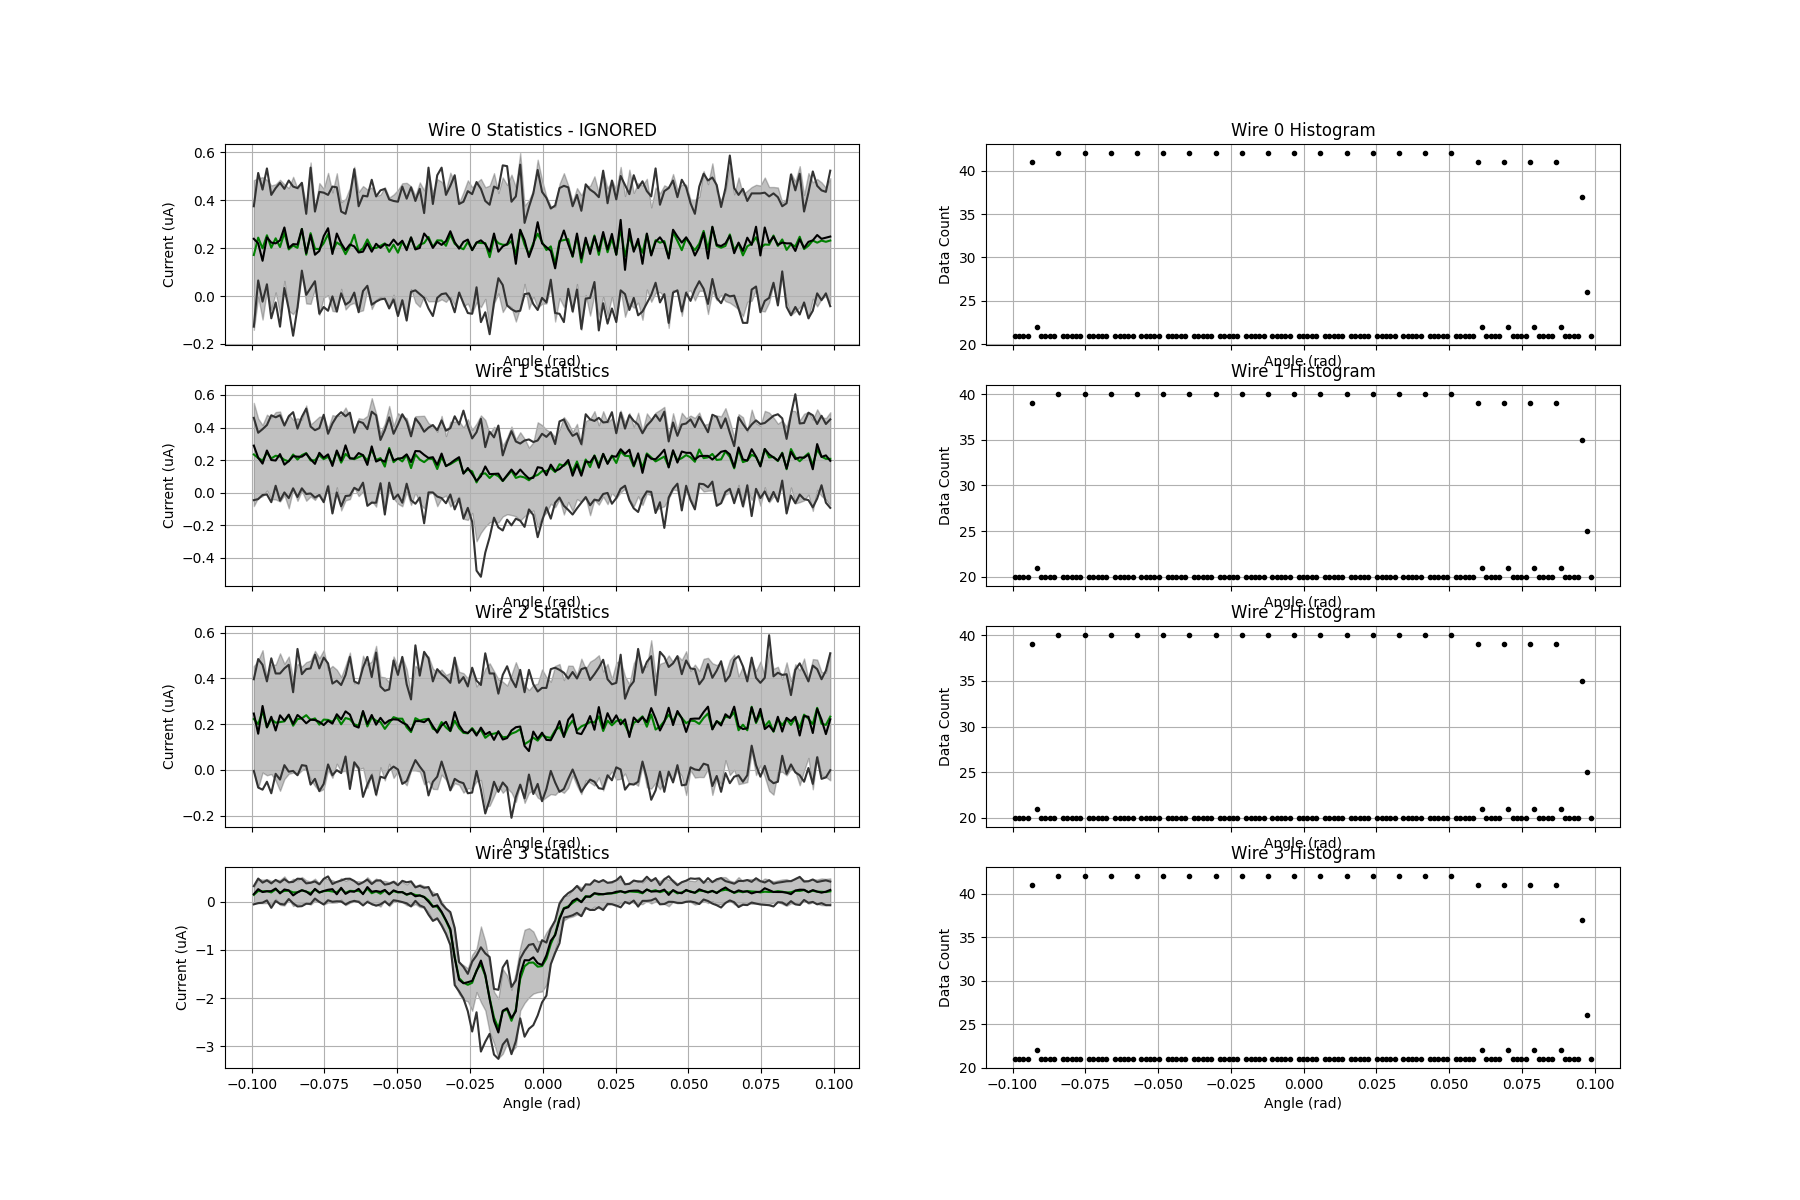 Wire 0 Statistics - IGNORED
Current (uA)
0.6
0.4
0.2
0.0
−0.2
Angle (rad)
Wire 0 Histogram
Data Count
40
35
30
25
20
Angle (rad)
Wire 1 Statistics
Current (uA)
0.6
0.4
0.2
0.0
−0.2
−0.4
Angle (rad)
Wire 1 Histogram
Data Count
40
35
30
25
20
Angle (rad)
Wire 2 Statistics
Current (uA)
0.6
0.4
0.2
0.0
−0.2
Angle (rad)
Wire 2 Histogram
Data Count
40
35
30
25
20
Angle (rad)
Wire 3 Statistics
Current (uA)
0
−1
−2
−3
−0.100 −0.075 −0.050 −0.025 0.000 0.025 0.050 0.075 0.100
Angle (rad)
Wire 3 Histogram
Data Count
40
35
30
25
20
−0.100 −0.075 −0.050 −0.025 0.000 0.025 0.050 0.075 0.100
Angle (rad)